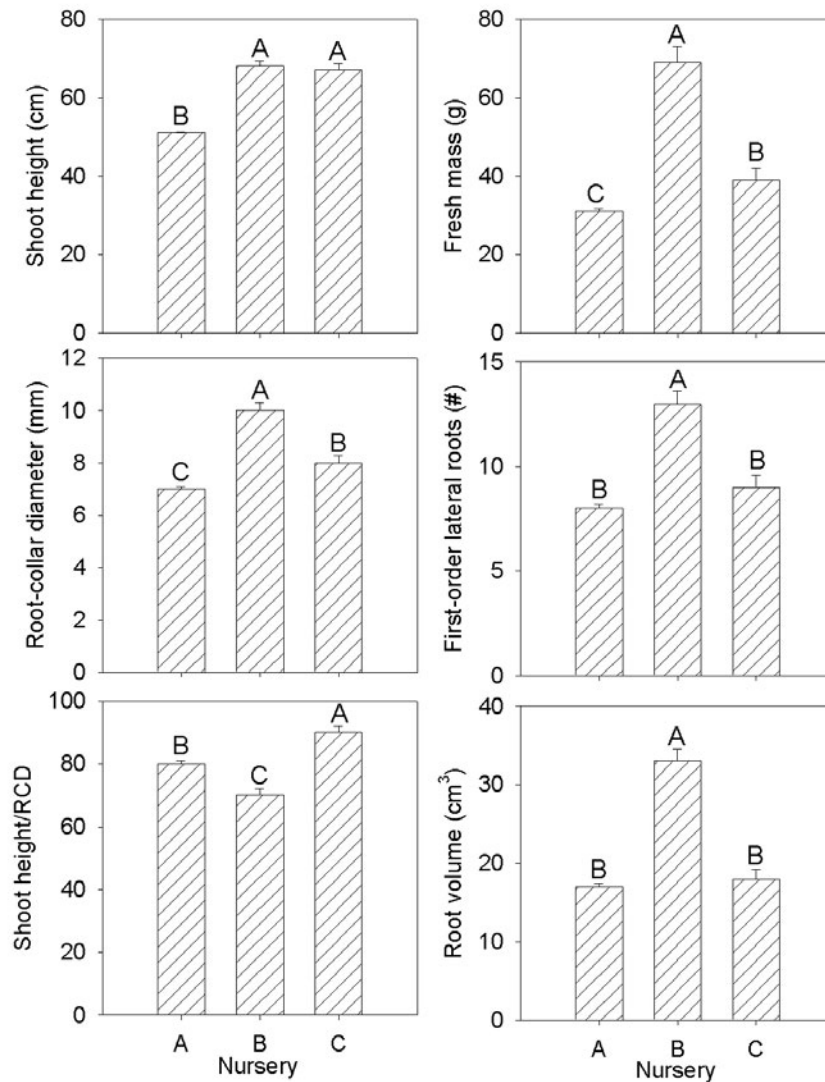 Shoot height (cm)
80
60
40
20
0
B
A
A
Fresh mass (g)
80
60
40
20
0
C
A
B
Root-collar diameter (mm)
12
10
8
6
4
2
0
C
A
B
First-order lateral roots (#)
15
10
5
0
B
A
B
Shoot height/RCD
100
80
60
40
20
0
B
C
A
A B C
Nursery
Root volume (cm³)
40
30
20
10
0
B
A
B
A B C
Nursery